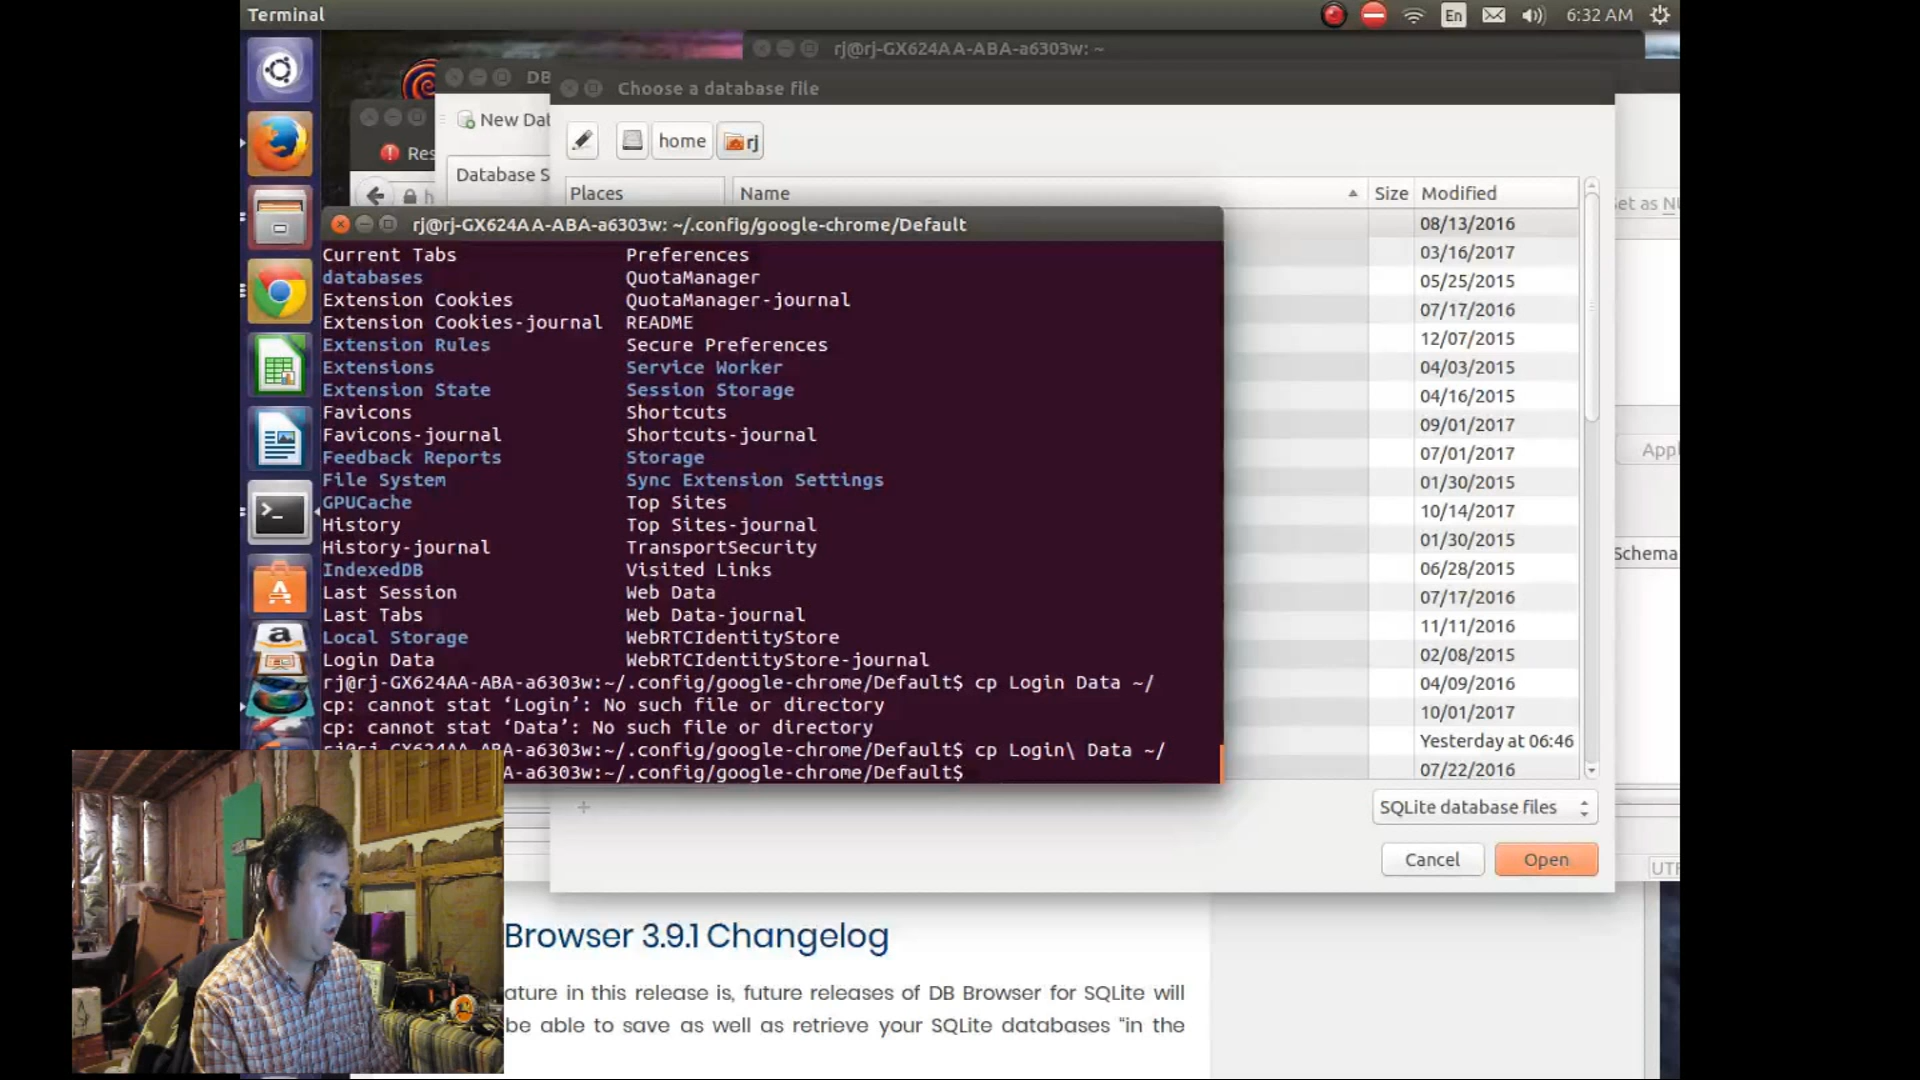 Terminal
En
6:32 AM
rj@rj-GX624AA-ABA-a6303w: ~
DB
Choose a database file
New Dat
home
rj
Res
Database S
Places
Name
Size
Modified
et as NU
rj@rj-GX624AA-ABA-a6303w: ~/.config/google-chrome/Default
Current Tabs Preferences
databases QuotaManager
Extension Cookies QuotaManager-journal
Extension Cookies-journal README
Extension Rules Secure Preferences
Extensions Service Worker
Extension State Session Storage
Favicons Shortcuts
Favicons-journal Shortcuts-journal
Feedback Reports Storage
File System Sync Extension Settings
GPUCache Top Sites
History Top Sites-journal
History-journal TransportSecurity
IndexedDB Visited Links
Last Session Web Data
Last Tabs Web Data-journal
Local Storage WebRTCIdentityStore
Login Data WebRTCIdentityStore-journal
rj@rj-GX624AA-ABA-a6303w:~/.config/google-chrome/Default$ cp Login Data ~/
cp: cannot stat ‘Login’: No such file or directory
cp: cannot stat ‘Data’: No such file or directory
rj@rj-GX624AA-ABA-a6303w:~/.config/google-chrome/Default$ cp Login\ Data ~/
A-a6303w:~/.config/google-chrome/Default$
08/13/2016
03/16/2017
05/25/2015
07/17/2016
12/07/2015
04/03/2015
04/16/2015
09/01/2017
07/01/2017
01/30/2015
10/14/2017
01/30/2015
06/28/2015
07/17/2016
11/11/2016
02/08/2015
04/09/2016
10/01/2017
Yesterday at 06:46
07/22/2016
Appl
Schema
SQLite database files
Cancel
Open
UTF
Browser 3.9.1 Changelog
ature in this release is, future releases of DB Browser for SQLite will
be able to save as well as retrieve your SQLite databases “in the